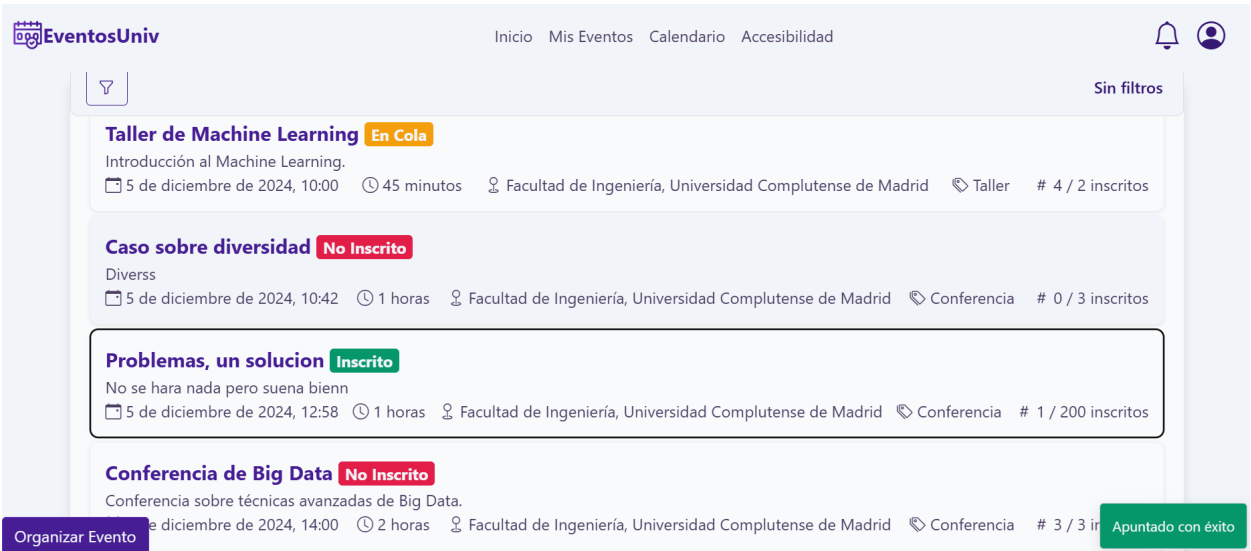 EventosUniv
Inicio Mis Eventos Calendario Accesibilidad
Sin filtros
Taller de Machine Learning En Cola
Introducción al Machine Learning.
5 de diciembre de 2024, 10:00 45 minutos Facultad de Ingeniería, Universidad Complutense de Madrid Taller # 4 / 2 inscritos
Caso sobre diversidad No Inscrito
Diverss
5 de diciembre de 2024, 10:42 1 horas Facultad de Ingeniería, Universidad Complutense de Madrid Conferencia # 0 / 3 inscritos
Problemas, un solucion Inscrito
No se hara nada pero suena bienn
5 de diciembre de 2024, 12:58 1 horas Facultad de Ingeniería, Universidad Complutense de Madrid Conferencia # 1 / 200 inscritos
Conferencia de Big Data No Inscrito
Conferencia sobre técnicas avanzadas de Big Data.
e diciembre de 2024, 14:00 2 horas Facultad de Ingeniería, Universidad Complutense de Madrid Conferencia # 3 / 3
Organizar Evento
Apuntado con éxito